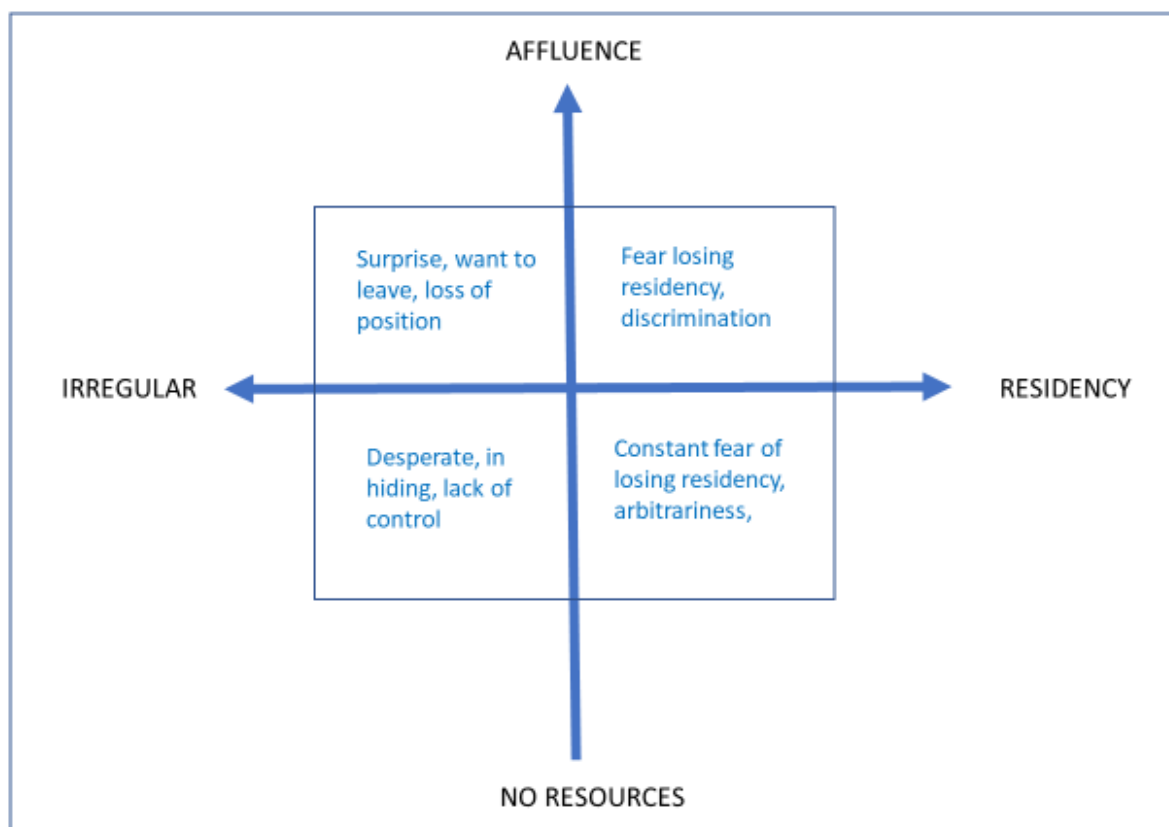 AFFLUENCE
Surprise, want to
leave, loss of
position
Fear losing
residency,
discrimination
IRREGULAR
RESIDENCY
Desperate, in
hiding, lack of
control
Constant fear of
losing residency,
arbitrariness,
NO RESOURCES